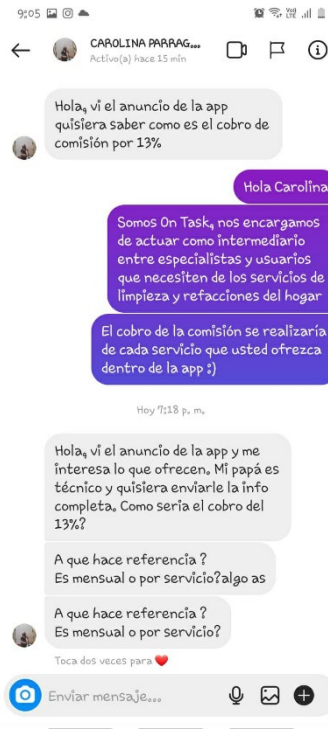 9:05
Vo)) LTE
CAROLINA PARRAG...
Activo(a) hace 15 min
Hola, vi el anuncio de la app
quisiera saber como es el cobro de
comisión por 13%
Hola Carolina
Somos On Task, nos encargamos
de actuar como intermediario
entre especialistas y usuarios
que necesiten de los servicios de
limpieza y refacciones del hogar
El cobro de la comisión se realizaría
de cada servicio que usted ofrezca
dentro de la app :)
Hoy 7:18 p. m.
Hola, vi el anuncio de la app y me
interesa lo que ofrecen. Mi papá es
técnico y quisiera enviarle la info
completa. Como seria el cobro del
13%?
A que hace referencia ?
Es mensual o por servicio?algo as
A que hace referencia ?
Es mensual o por servicio?
Toca dos veces para ❤️
Enviar mensaje...